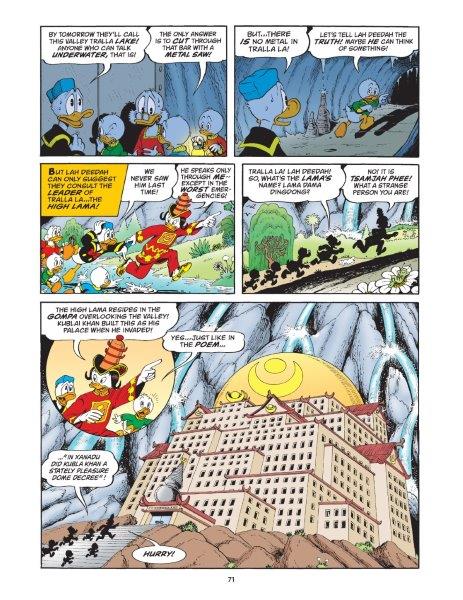 BY TOMORROW THEY'LL CALL
THIS VALLEY TRALLA LAKE!
ANYONE WHO CAN TALK
UNDERWATER, THAT IS!
THE ONLY ANSWER
IS TO CUT THROUGH
THAT BAR WITH A
METAL SAW!
BUT...THERE
IS NO METAL IN
TRALLA LA!
LET'S TELL LAH DEEDAH THE
TRUTH! MAYBE HE CAN THINK
OF SOMETHING!
BUT LAH DEEDAH
CAN ONLY SUGGEST
THEY CONSULT THE
LEADER OF
TRALLA LA...THE
HIGH LAMA!
WE
NEVER SAW
HIM LAST
TIME!
HE SPEAKS ONLY
THROUGH ME--
EXCEPT IN THE
WORST EMER-
GENCIES!
TRALLA LA! LAH DEEDAH!
SO, WHAT'S THE LAMA'S
NAME? LAMA DAMA
DINGDONG?
NO! IT IS
TSAMJAH PHEE!
WHAT A STRANGE
PERSON YOU ARE!
THE HIGH LAMA RESIDES IN THE
GOMPA OVERLOOKING THE VALLEY!
KUBLAI KHAN BUILT THIS AS HIS
PALACE WHEN HE INVADED!
YES...JUST LIKE IN
THE POEM...
..."IN XANADU
DID KUBLA KHAN A
STATELY PLEASURE
DOME DECREE"!
HURRY!
71